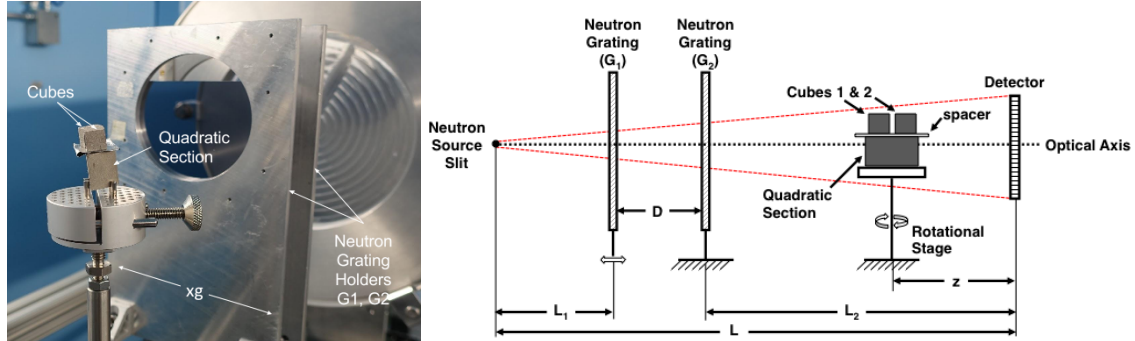 Cubes
Quadratic
Section
Neutron
Grating
Holders
G1, G2
xg
Neutron
Grating
(G₁)
Neutron
Grating
(G₂)
Detector
Cubes 1 & 2
spacer
Neutron
Source
Slit
Optical Axis
Quadratic
Section
D
Rotational
Stage
z
L₁
L₂
L